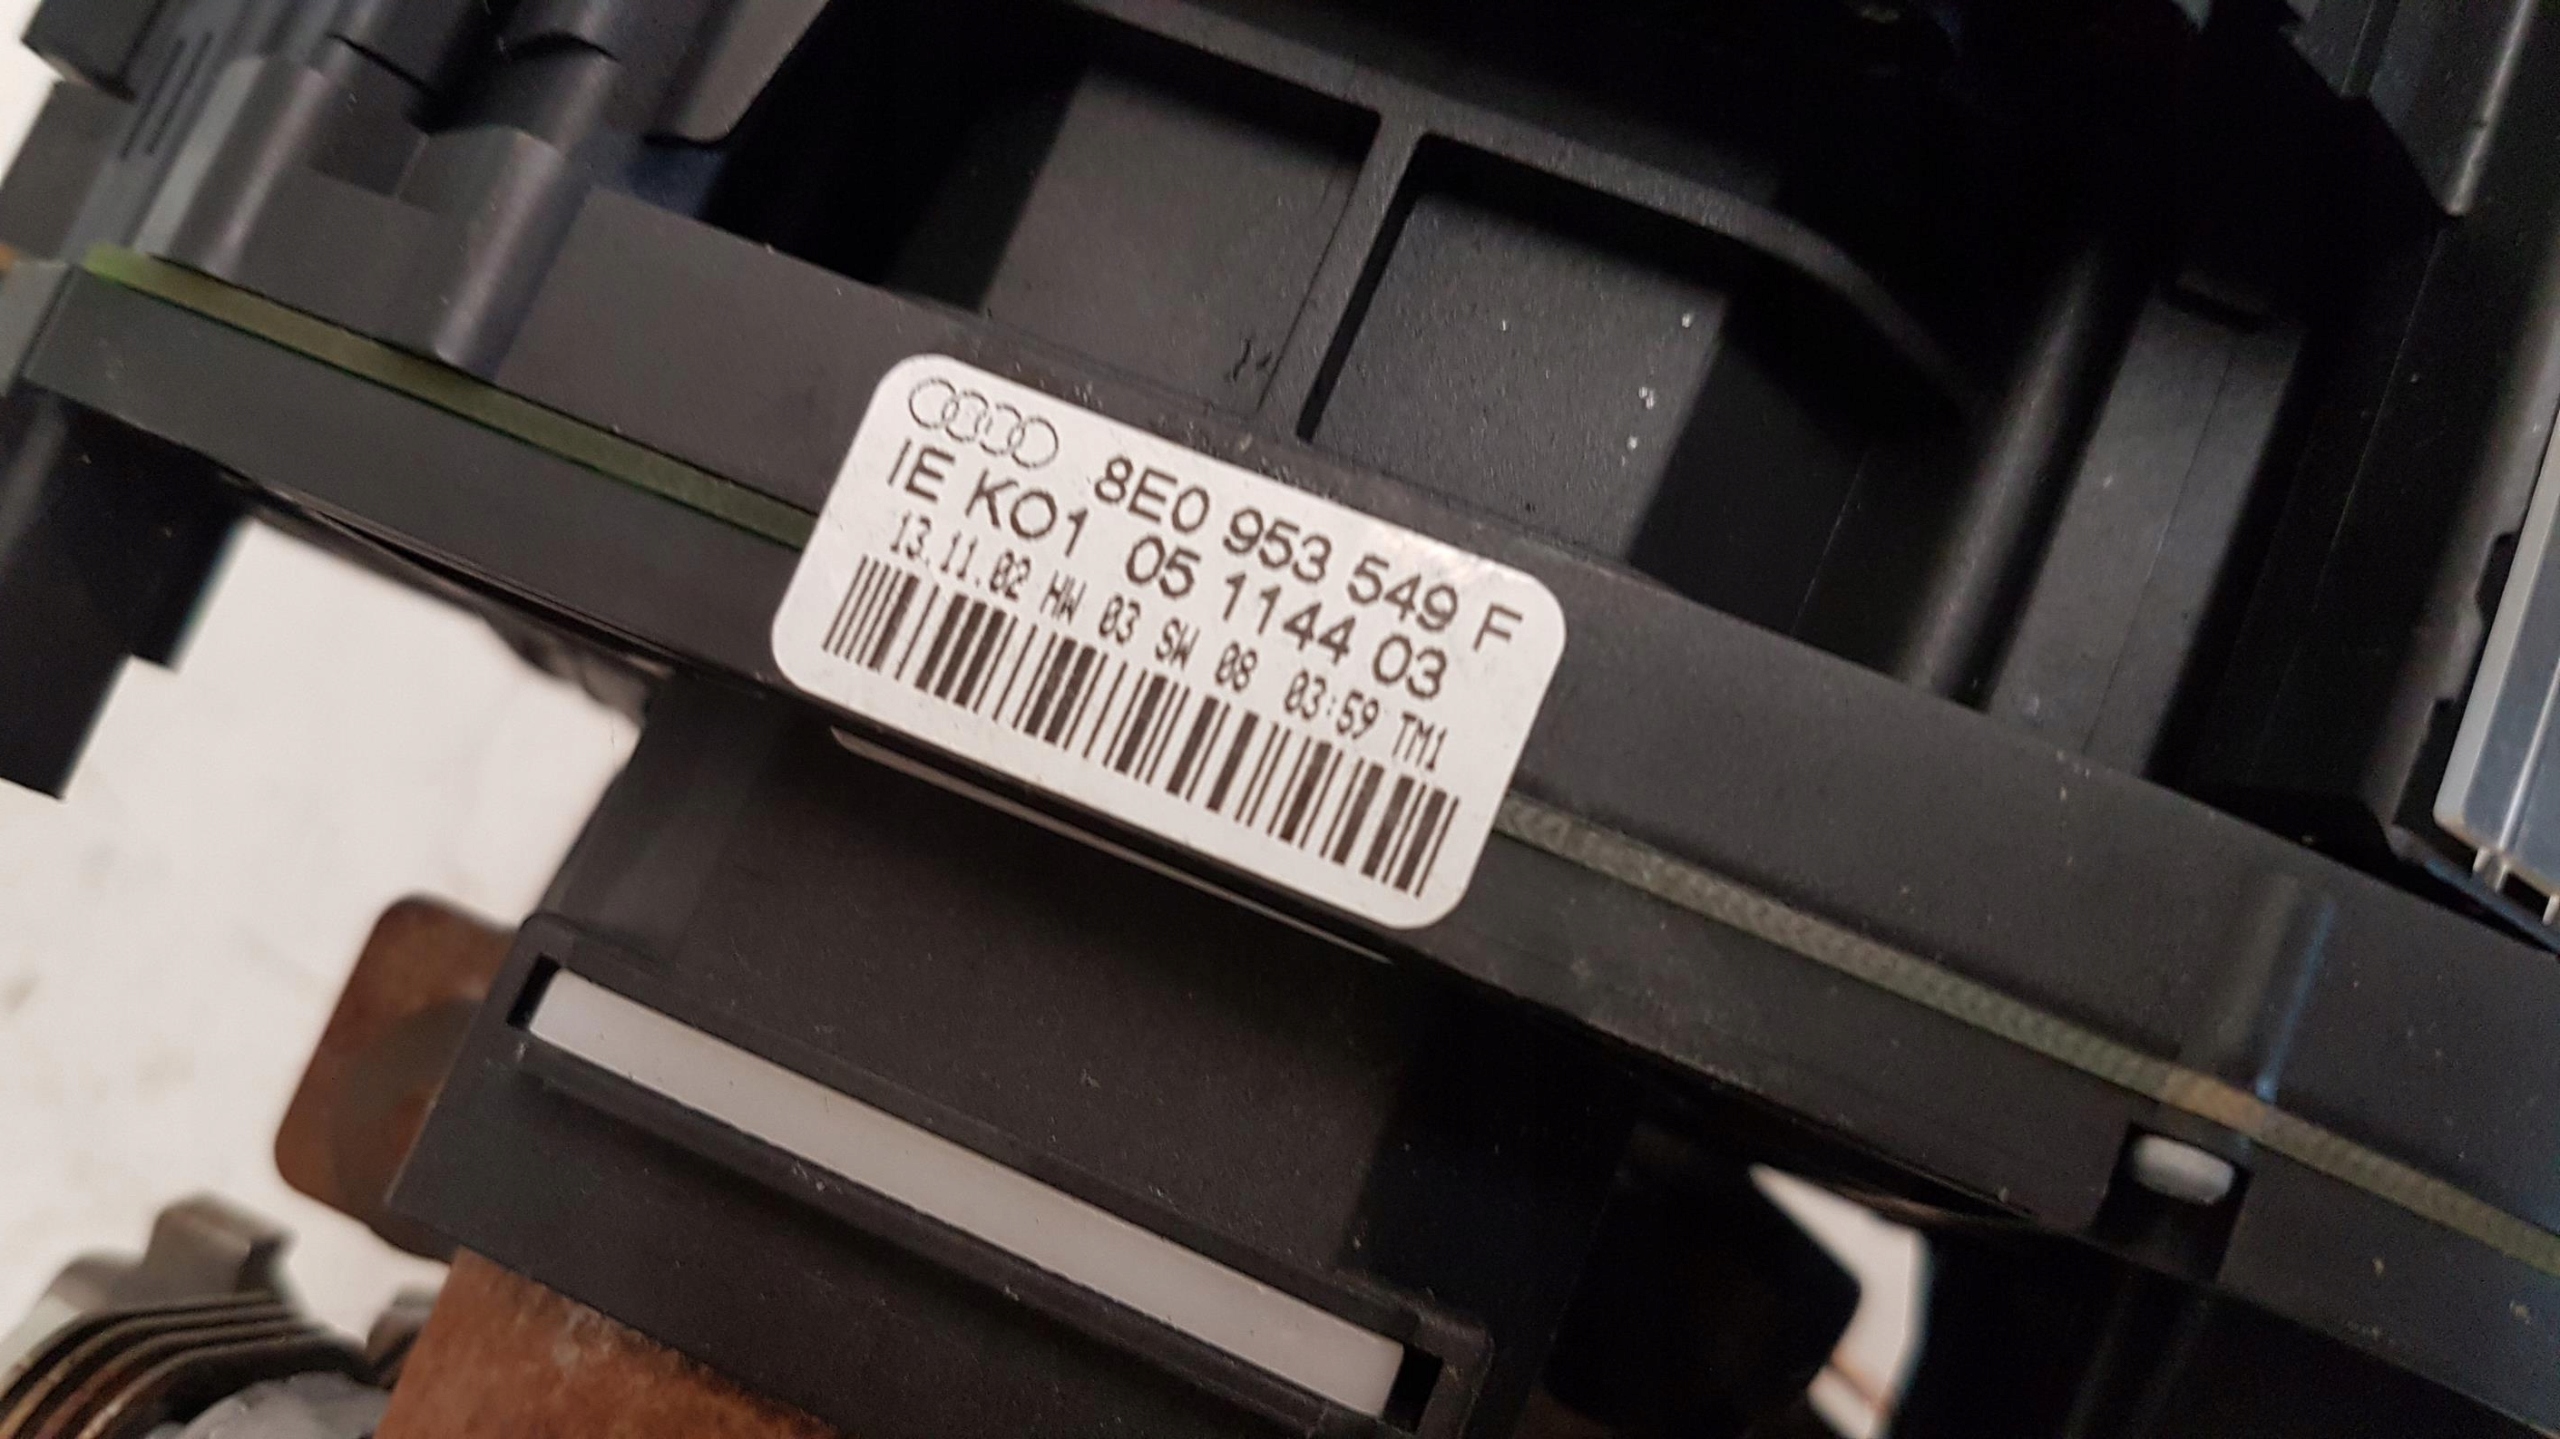 8E0 953 549 F
IE KO1 05 1144 03
13.11.02 HW 03 SW 08 03:59 TM1